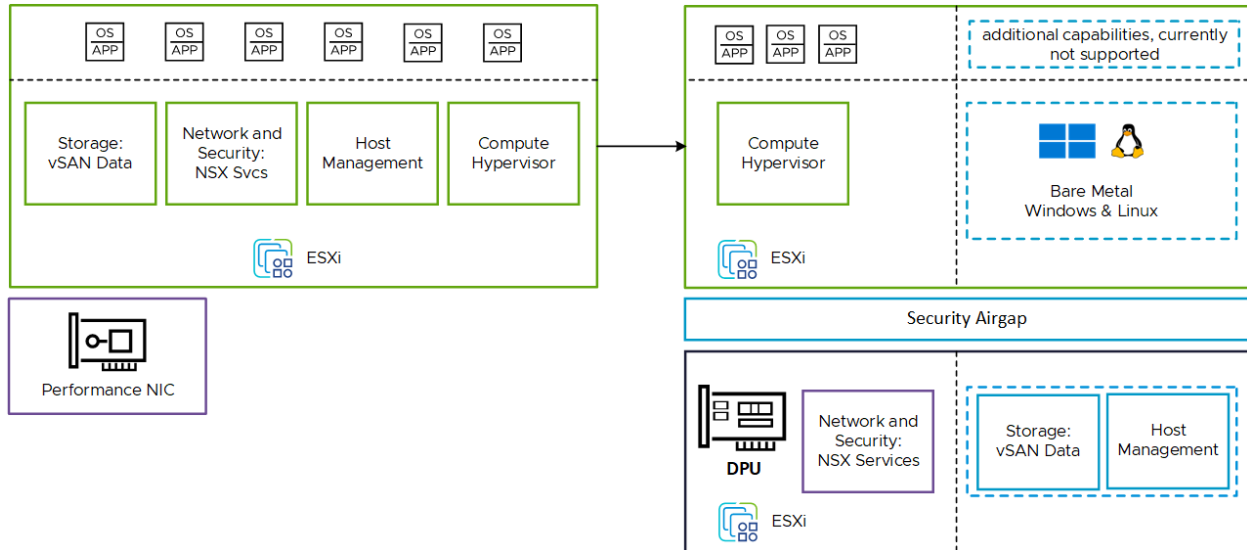 OS
APP
OS
APP
OS
APP
OS
APP
OS
APP
OS
APP
Storage:
vSAN Data
Network and
Security:
NSX Svcs
Host
Management
Compute
Hypervisor
ESXi
Performance NIC
OS
APP
OS
APP
OS
APP
additional capabilities, currently
not supported
Compute
Hypervisor
Bare Metal
Windows & Linux
ESXi
Security Airgap
DPU
Network and
Security:
NSX Services
Storage:
vSAN Data
Host
Management
ESXi